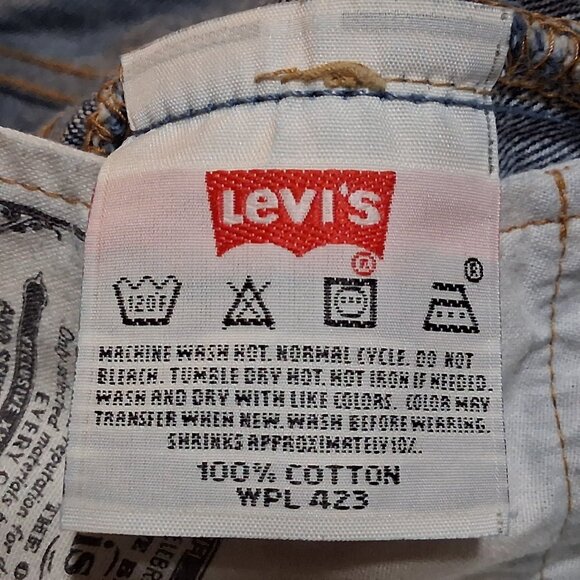 Levi's
®
®
120F
MACHINE WASH HOT. NORMAL CYCLE. DO NOT
BLEACH. TUMBLE DRY HOT. HOT IRON IF NEEDED.
WASH AND DRY WITH LIKE COLORS. COLOR MAY
TRANSFER WHEN NEW. WASH BEFORE WEARING.
SHRINKS APPROXIMATELY 10%.
100% COTTON
WPL 423
EVERY
THE